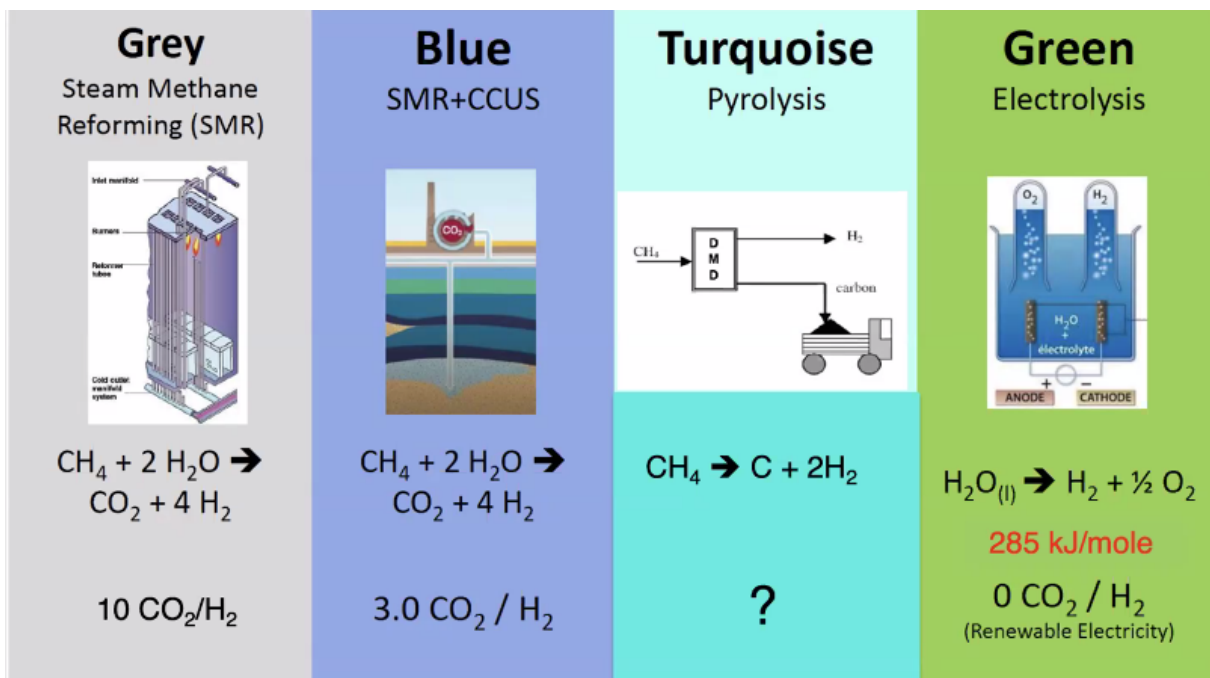 Grey
Steam Methane
Reforming (SMR)
Inlet manifold
Burners
Reformer
tubes
Cold outlet
manifold
system
CH₄ + 2 H₂O ➔
CO₂ + 4 H₂
10 CO₂/H₂
Blue
SMR+CCUS
CO₂
CH₄ + 2 H₂O ➔
CO₂ + 4 H₂
3.0 CO₂ / H₂
Turquoise
Pyrolysis
CH₄
D
M
D
H₂
carbon
CH₄ ➔ C + 2H₂
?
Green
Electrolysis
O₂
H₂
H₂O
+
électrolyte
+ −
ANODE CATHODE
H₂O₍l₎ ➔ H₂ + ½ O₂
285 kJ/mole
0 CO₂ / H₂
(Renewable Electricity)